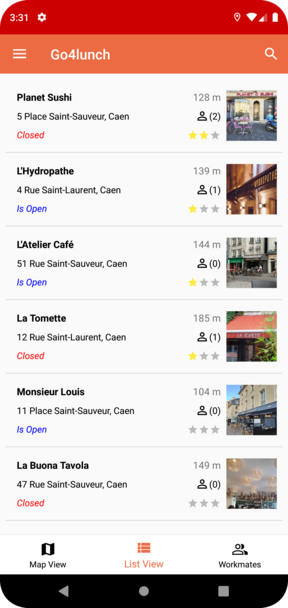 3:31
Go4lunch
Planet Sushi 128 m
5 Place Saint-Sauveur, Caen (2)
Closed
L'Hydropathe 139 m
4 Rue Saint-Laurent, Caen (1)
Is Open
L'Atelier Café 144 m
51 Rue Saint-Sauveur, Caen (0)
Is Open
La Tomette 185 m
12 Rue Saint-Laurent, Caen (1)
Closed
Monsieur Louis 104 m
11 Place Saint-Sauveur, Caen (0)
Is Open
La Buona Tavola 149 m
47 Rue Saint-Sauveur, Caen (0)
Closed
Map View List View Workmates